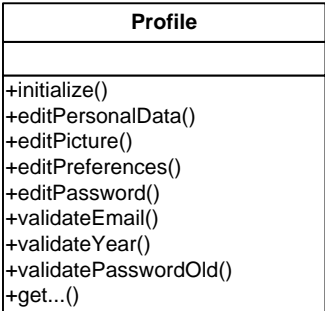 Profile
+initialize()
+editPersonalData()
+editPicture()
+editPreferences()
+editPassword()
+validateEmail()
+validateYear()
+validatePasswordOld()
+get...()